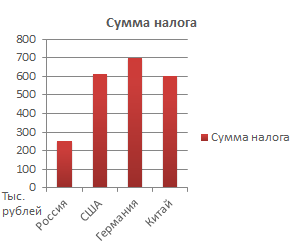 Сумма налога
800
700
600
500
400
300
200
100
0
Тыс.
рублей
Россия
США
Германия
Китай
Сумма налога